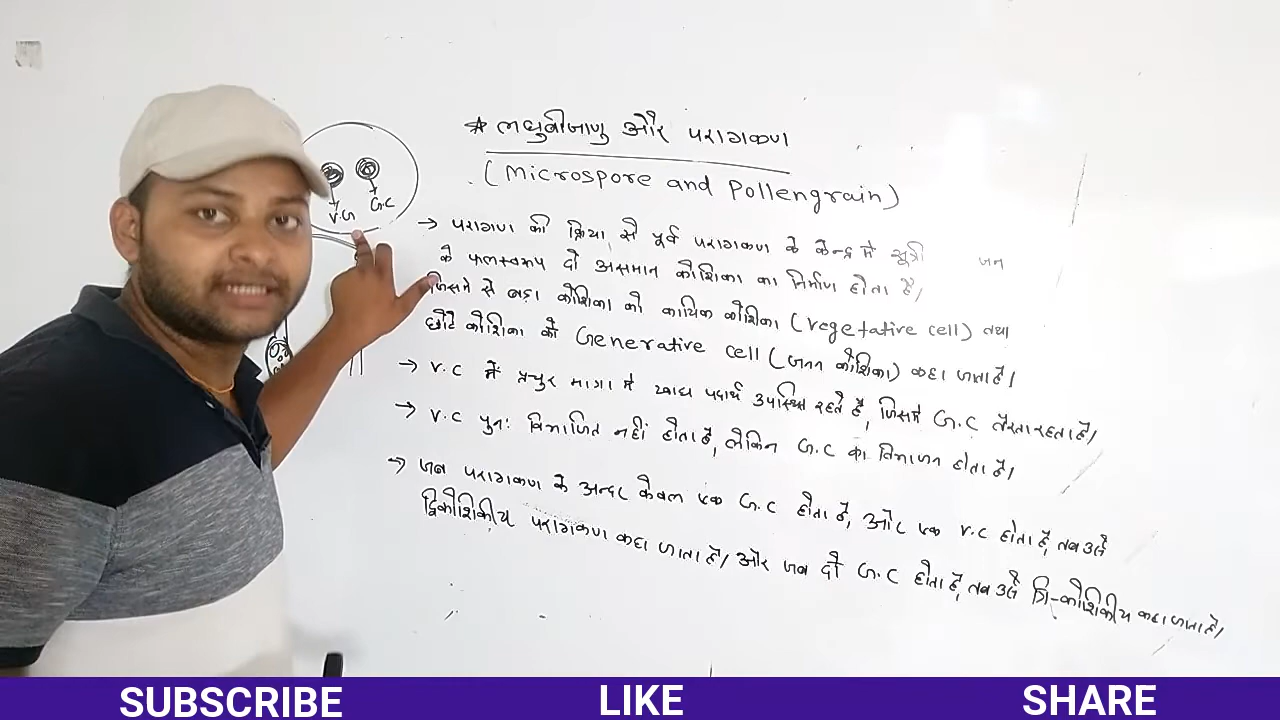 V.G
G.C
* लघुबीजाणु और परागकण
(Microspore and Pollengrain)
→ परागण की क्रिया से पूर्व परागकण के केन्द्र में सूत्री जन
के फलस्वरूप दो असमान कोशिका का निर्माण होता है।
जिसमे से बड़ा कोशिका को कायिक कोशिका (vegetative cell) तथा
छोटे कोशिका को Generative cell (जनन कोशिका) कहा जाता है।
→ V.C में प्रचुर मात्रा में खाद्य पदार्थ उपस्थित रहते है, जिसमें G.C तैरता रहता है।
→ V.C पुनः विभाजित नहीं होता है, लेकिन G.C का विभाजन होता है।
→ जब परागकण के अन्दर केवल एक G.C होता है, और एक V.C होता है, तब उसे
द्विकोशिकीय परागकण कहा जाता है। और जब दो G.C होता है, तब उसे त्रि-कोशिकीय कहा जाता है।
SUBSCRIBE LIKE SHARE